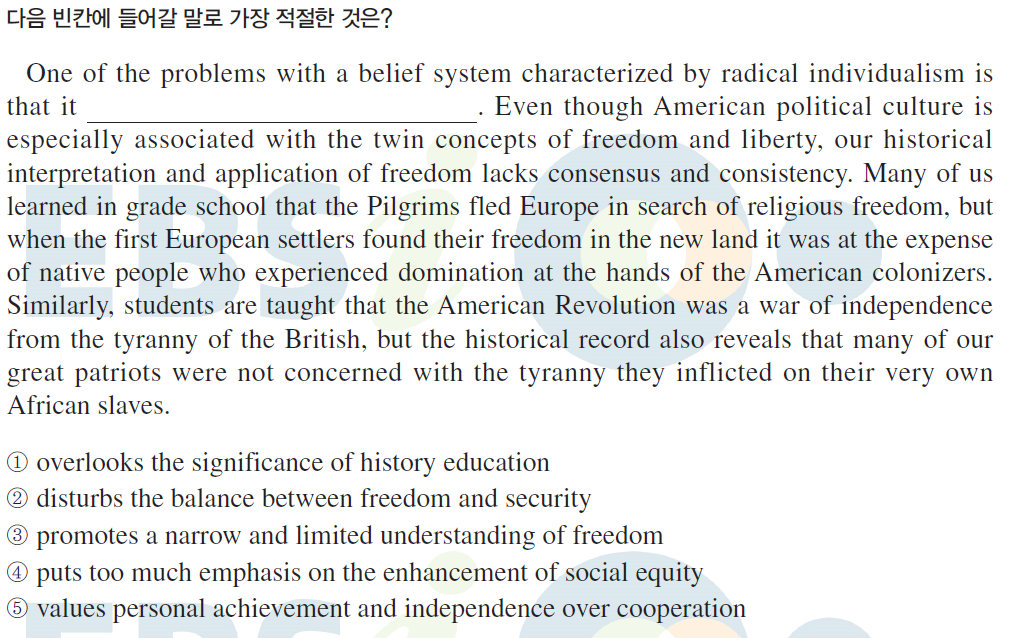 다음 빈칸에 들어갈 말로 가장 적절한 것은?
One of the problems with a belief system characterized by radical individualism is
that it ______________________________. Even though American political culture is
especially associated with the twin concepts of freedom and liberty, our historical
interpretation and application of freedom lacks consensus and consistency. Many of us
learned in grade school that the Pilgrims fled Europe in search of religious freedom, but
when the first European settlers found their freedom in the new land it was at the expense
of native people who experienced domination at the hands of the American colonizers.
Similarly, students are taught that the American Revolution was a war of independence
from the tyranny of the British, but the historical record also reveals that many of our
great patriots were not concerned with the tyranny they inflicted on their very own
African slaves.
① overlooks the significance of history education
② disturbs the balance between freedom and security
③ promotes a narrow and limited understanding of freedom
④ puts too much emphasis on the enhancement of social equity
⑤ values personal achievement and independence over cooperation
EBSi